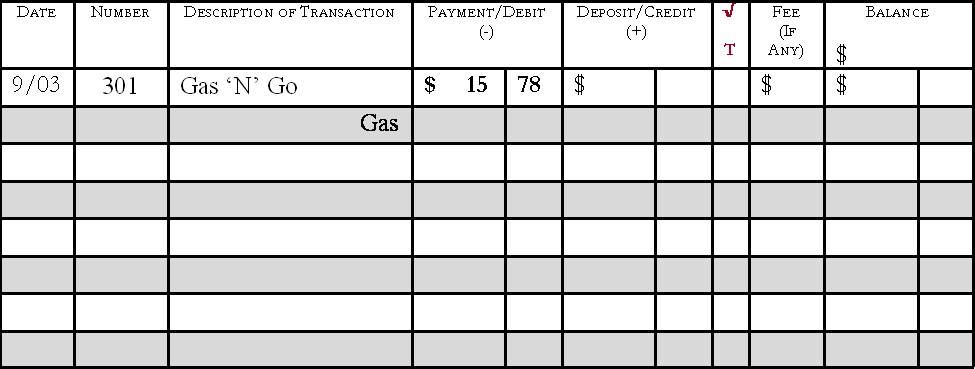 DATE NUMBER DESCRIPTION OF TRANSACTION PAYMENT/DEBIT DEPOSIT/CREDIT √ FEE BALANCE
(-) (+) (IF
T ANY) $
9/03 301 Gas 'N' Go $ 15 78 $ $ $
Gas